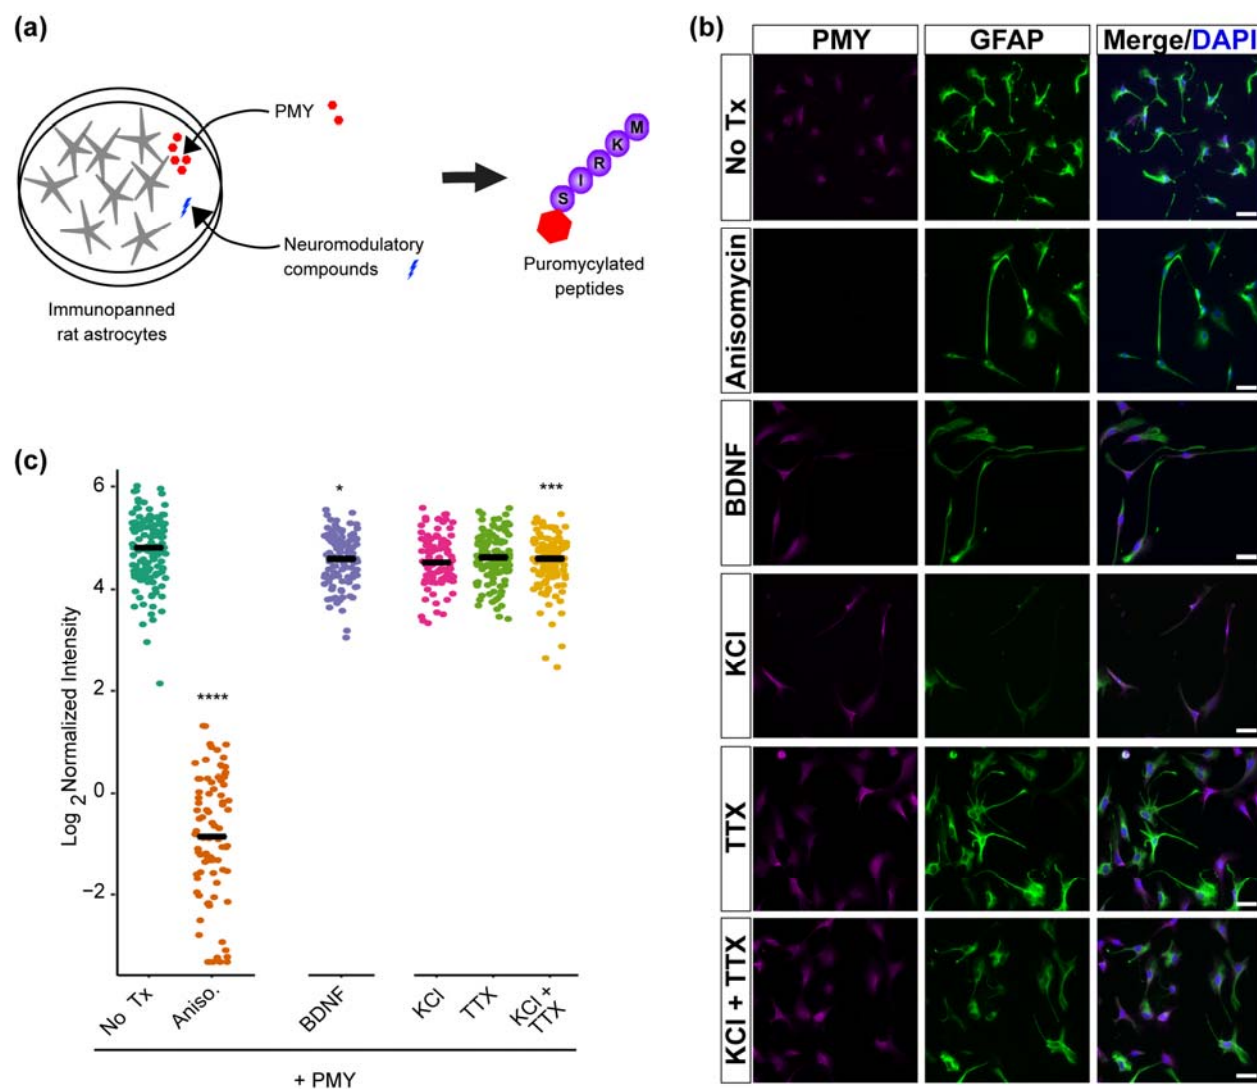 (a)
PMY
Neuromodulatory
compounds
Immunopanned
rat astrocytes
S I R K M
Puromycylated
peptides
(b)
PMY GFAP Merge/DAPI
No Tx
Anisomycin
BDNF
KCl
TTX
KCl + TTX
(c)
Log 2 Normalized Intensity
6
4
2
0
−2
****
*
***
No Tx
Aniso.
BDNF
KCl
TTX
KCl +
TTX
+ PMY